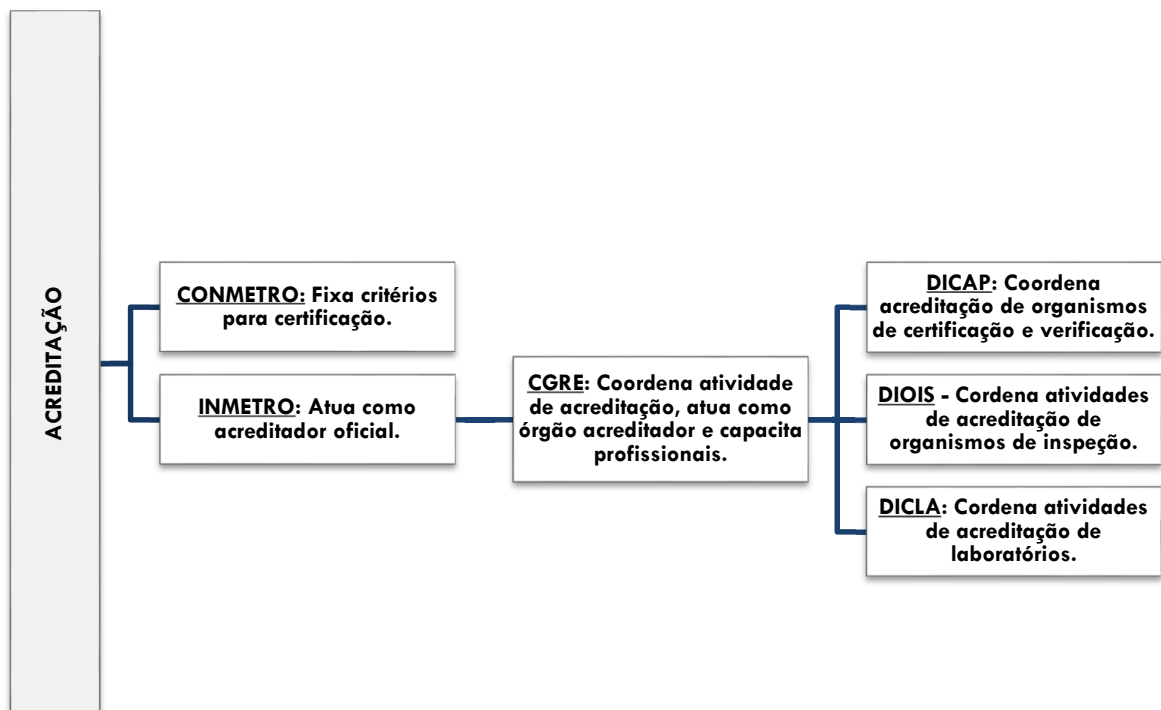 ACREDITAÇÃO
CONMETRO: Fixa critérios
para certificação.
INMETRO: Atua como
acreditador oficial.
CGRE: Coordena atividade
de acreditação, atua como
órgão acreditador e capacita
profissionais.
DICAP: Coordena
acreditação de organismos
de certificação e verificação.
DIOIS - Cordena atividades
de acreditação de
organismos de inspeção.
DICLA: Cordena atividades
de acreditação de
laboratórios.